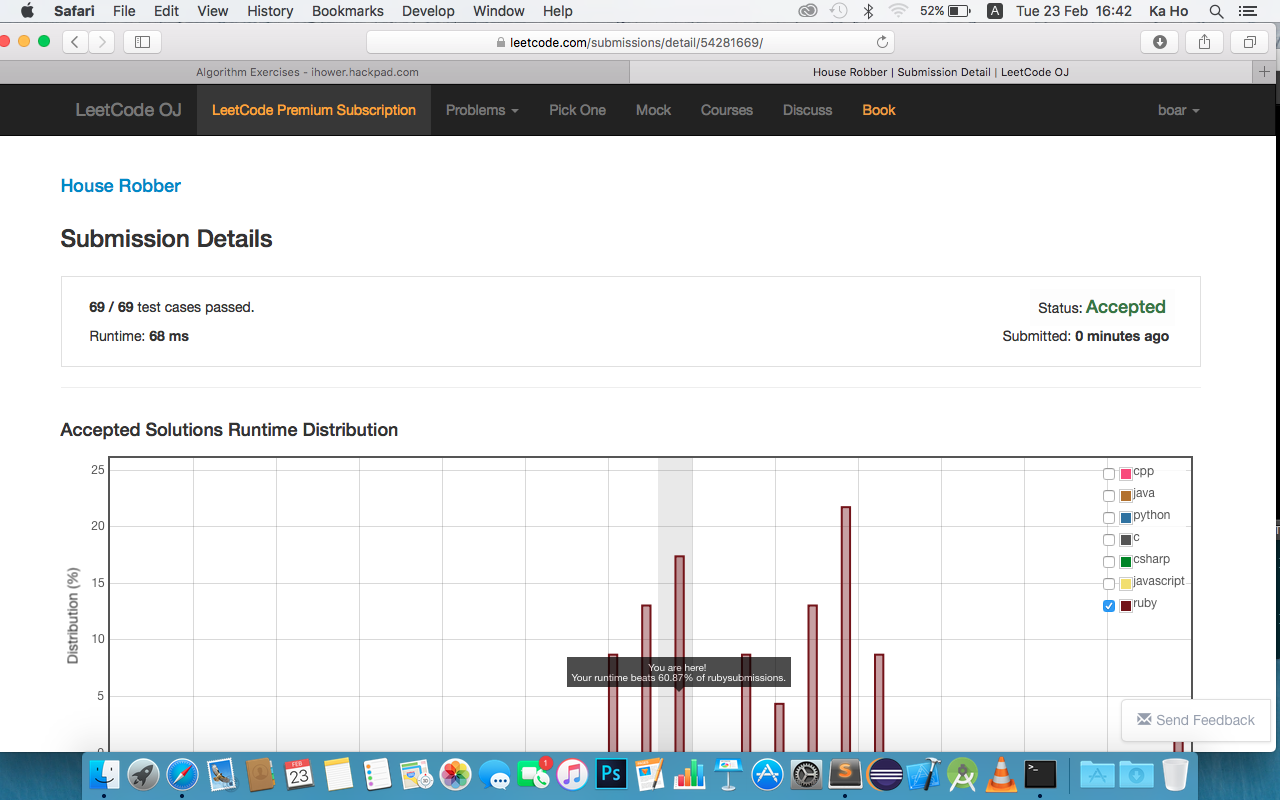 Safari File Edit View History Bookmarks Develop Window Help 52% A Tue 23 Feb 16:42 Ka Ho
leetcode.com/submissions/detail/54281669/
Algorithm Exercises - ihower.hackpad.com
House Robber | Submission Detail | LeetCode OJ
LeetCode OJ LeetCode Premium Subscription Problems Pick One Mock Courses Discuss Book boar
House Robber
Submission Details
69 / 69 test cases passed.
Status: Accepted
Runtime: 68 ms
Submitted: 0 minutes ago
Accepted Solutions Runtime Distribution
25
20
15
10
5
0
Distribution (%)
cpp
java
python
c
csharp
javascript
ruby
You are here!
Your runtime beats 60.87% of rubysubmissions.
Send Feedback
FEB
23
1
Ps
S
>_